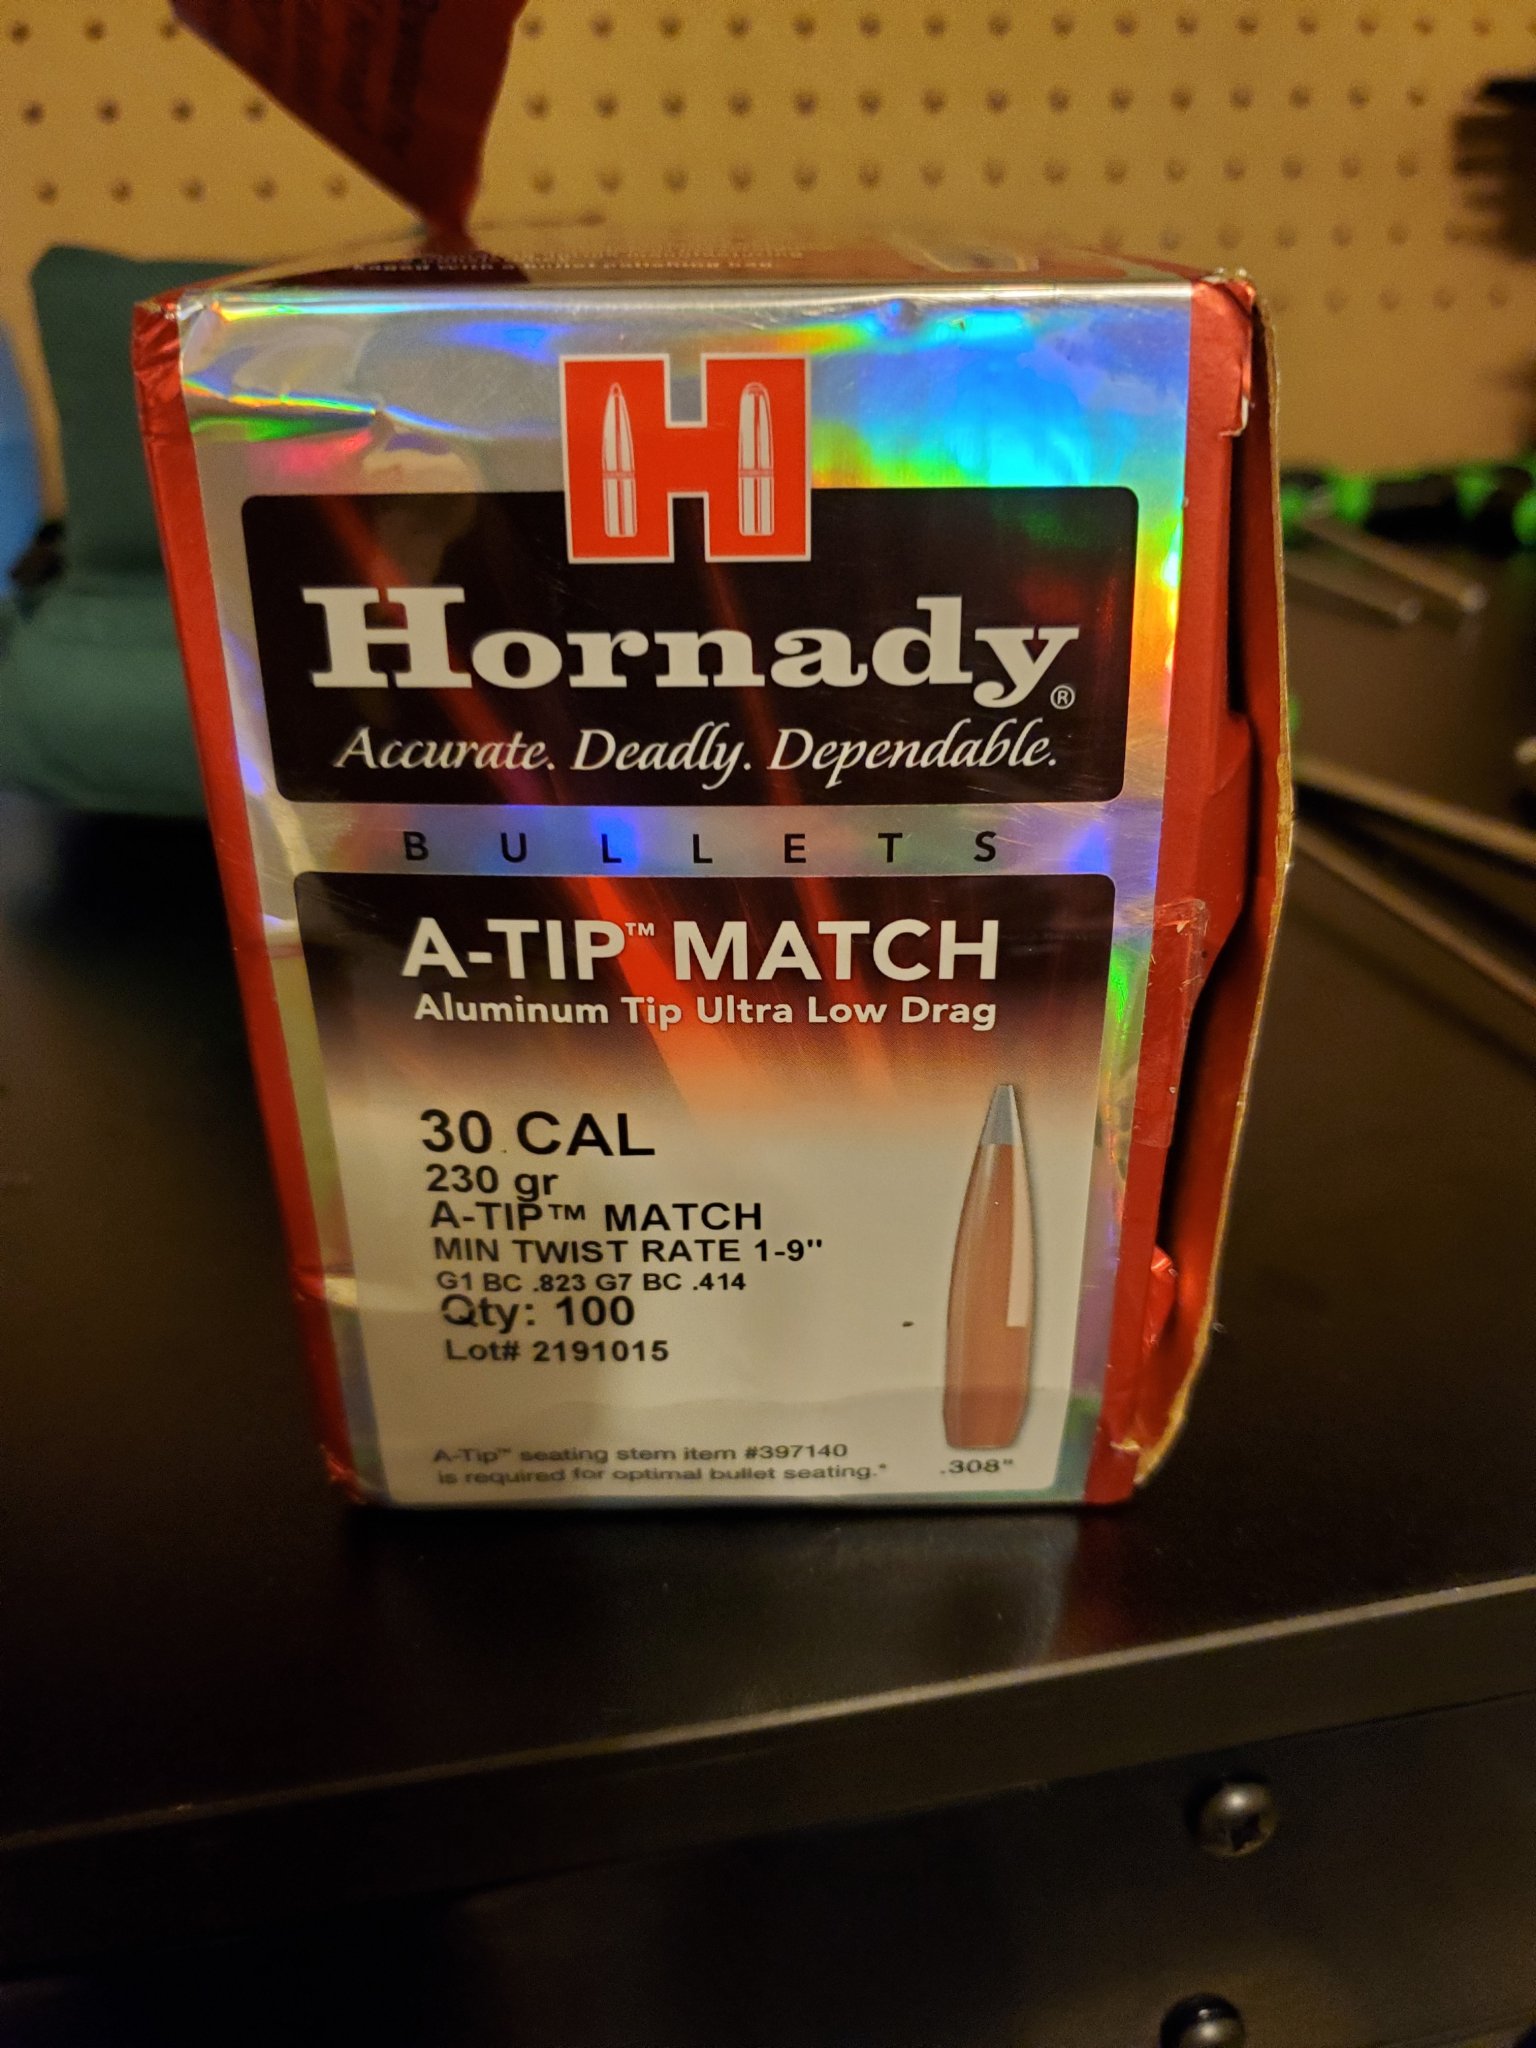 Hornady®
Accurate. Deadly. Dependable.
BULLETS
A-TIP™ MATCH
Aluminum Tip Ultra Low Drag
30 CAL
230 gr
A-TIP™ MATCH
MIN TWIST RATE 1-9"
G1 BC .823 G7 BC .414
Qty: 100
Lot# 2191015
A-Tip™ seating stem item #397140
is required for optimal bullet seating.*
.308"